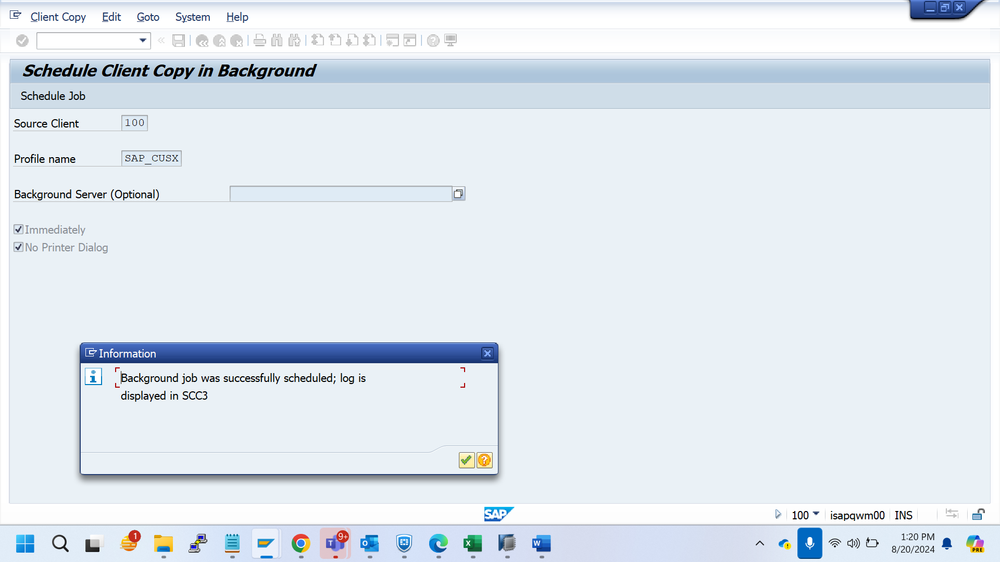 Client Copy Edit Goto System Help
Schedule Client Copy in Background
Schedule Job
Source Client 100
Profile name SAP_CUSX
Background Server (Optional)
Immediately
No Printer Dialog
Information
Background job was successfully scheduled; log is
displayed in SCC3
SAP
100 isapqwm00 INS
1
9+
T
O
X
W
1:20 PM
8/20/2024
PRE